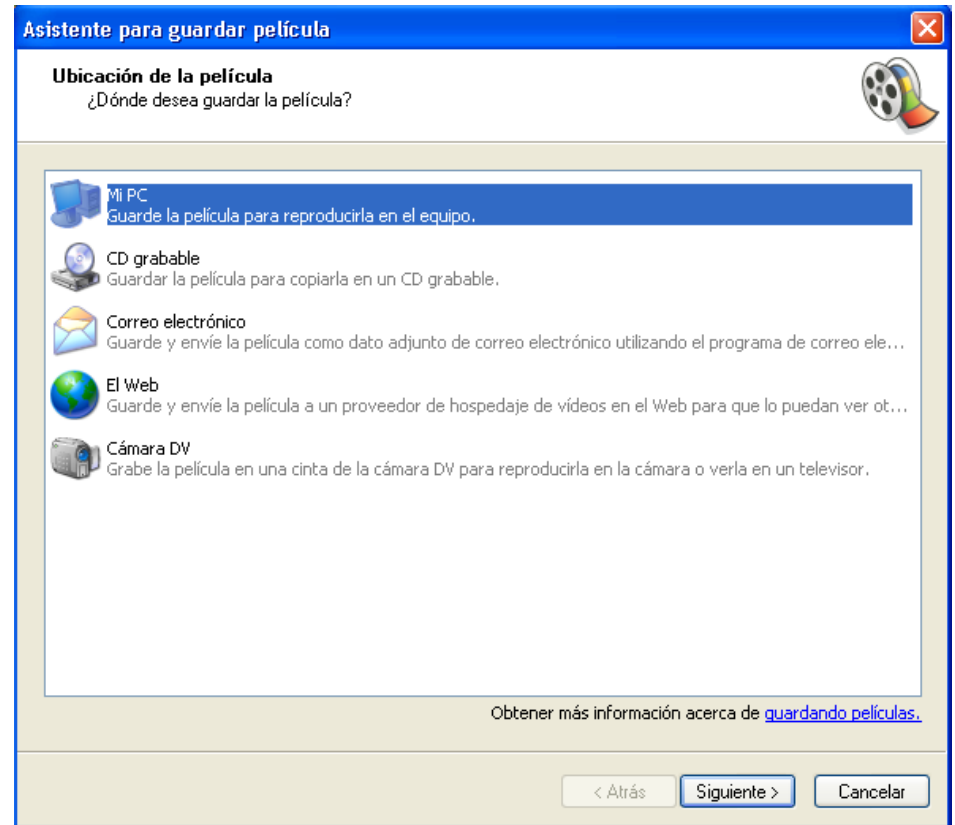 Asistente para guardar película
Ubicación de la película
¿Dónde desea guardar la película?
Mi PC
Guarde la película para reproducirla en el equipo.
CD grabable
Guardar la película para copiarla en un CD grabable.
Correo electrónico
Guarde y envíe la película como dato adjunto de correo electrónico utilizando el programa de correo ele...
El Web
Guarde y envíe la película a un proveedor de hospedaje de vídeos en el Web para que lo puedan ver ot...
Cámara DV
Grabe la película en una cinta de la cámara DV para reproducirla en la cámara o verla en un televisor.
Obtener más información acerca de guardando películas.
< Atrás Siguiente > Cancelar